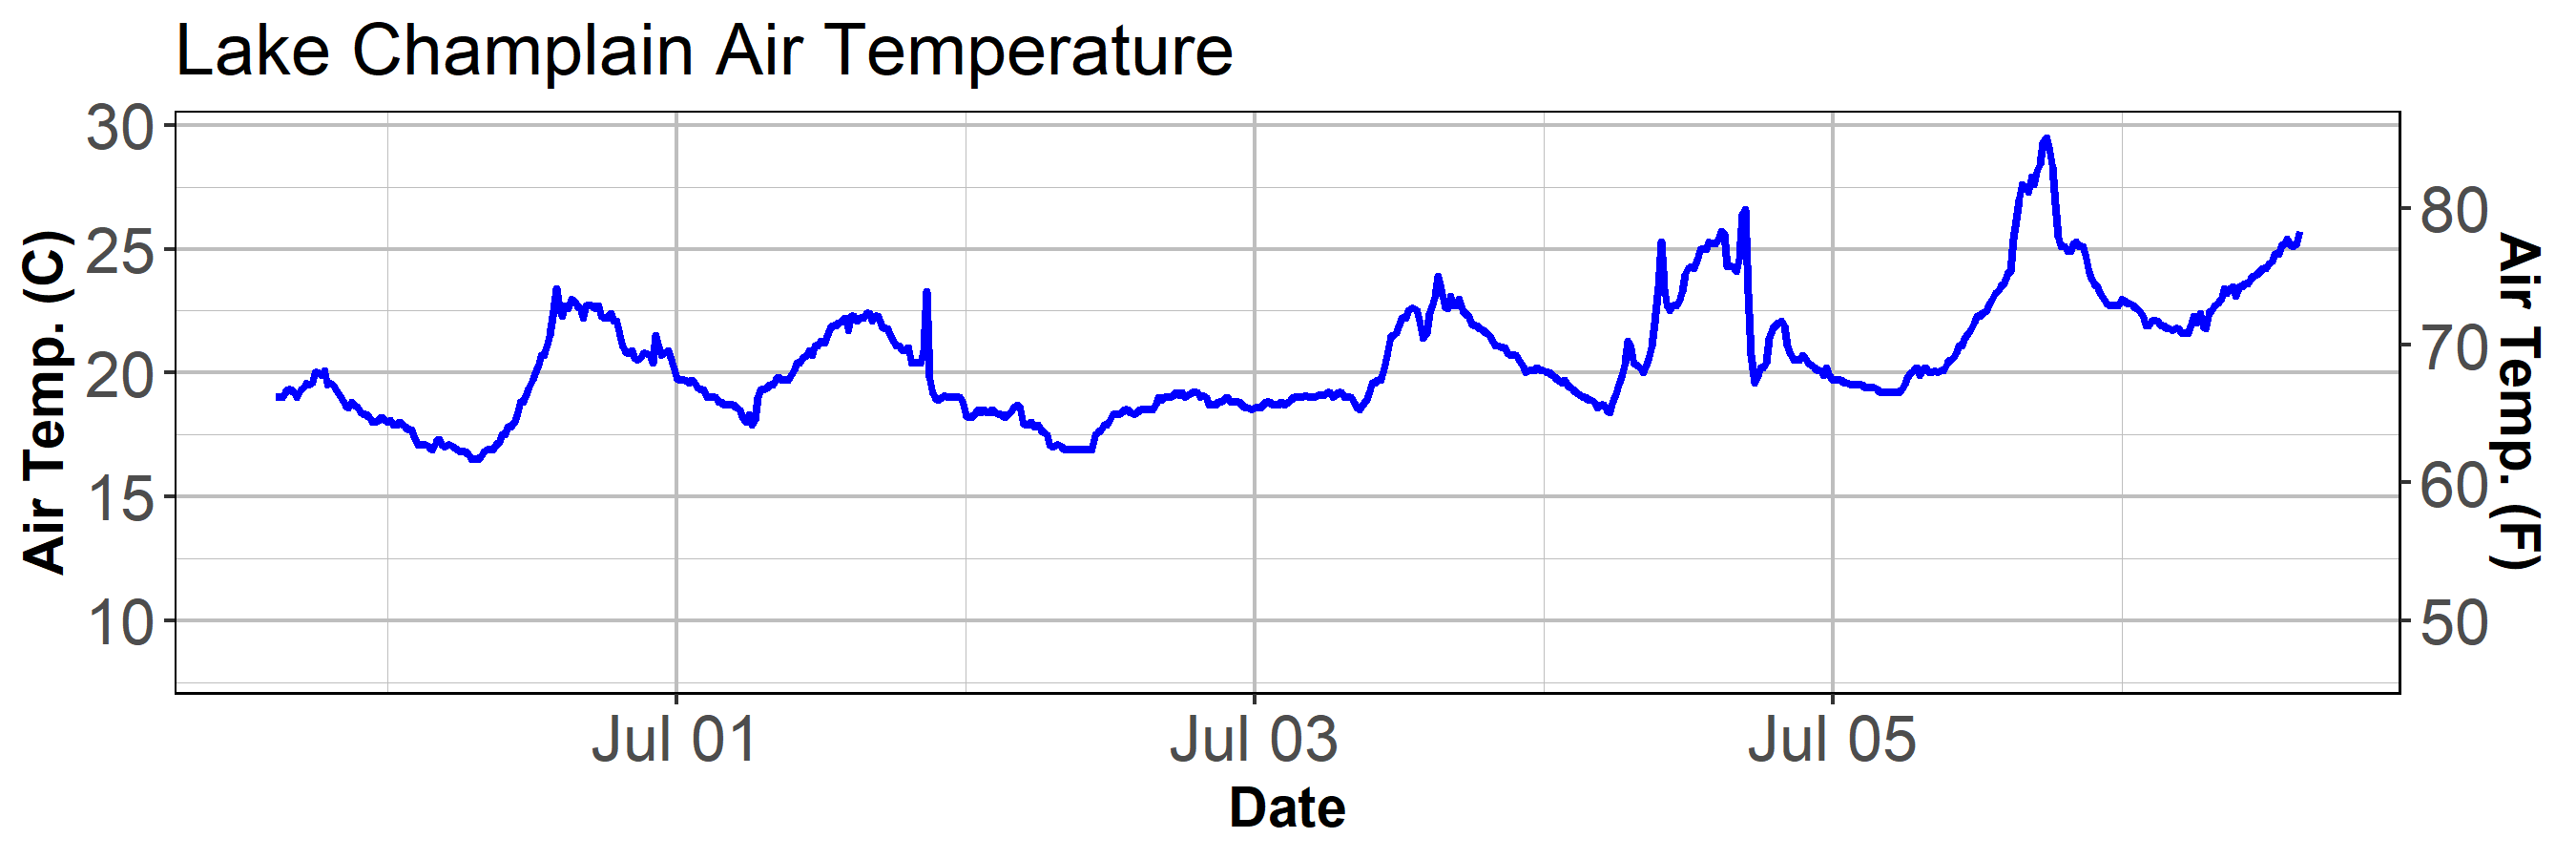 Lake Champlain Air Temperature
Air Temp. (C)
30
25
20
15
10
80
70
60
50
Air Temp. (F)
Jul 01
Jul 03
Jul 05
Date